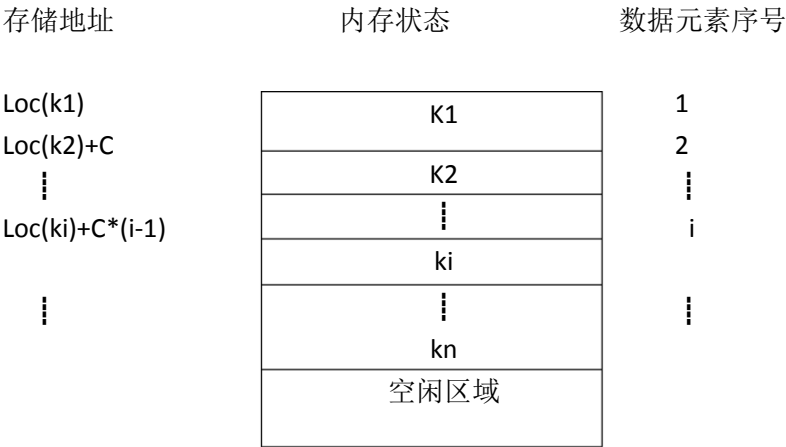 存储地址 内存状态 数据元素序号
Loc(k1) K1 1
Loc(k2)+C 2
K2
Loc(ki)+C*(i-1) i
ki
kn
空闲区域